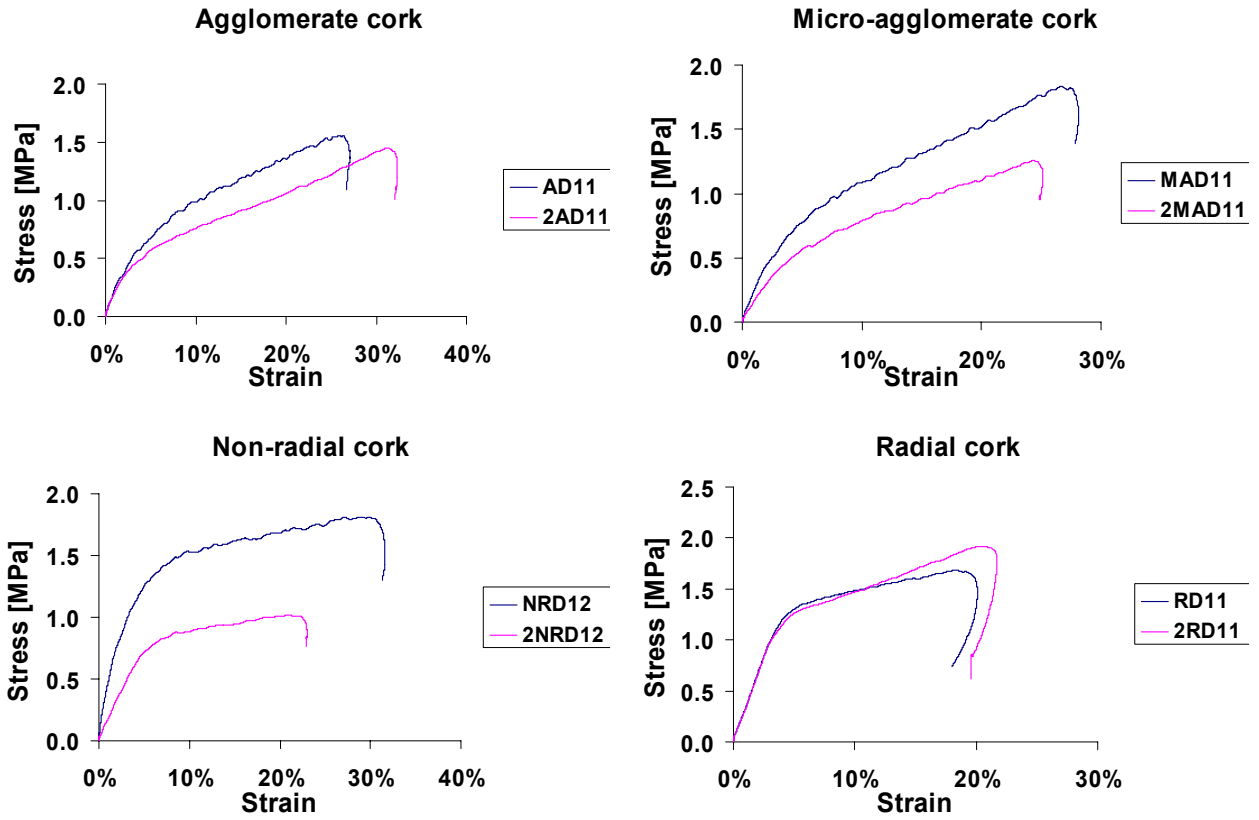 Agglomerate cork
Stress [MPa]
2.0
1.5
1.0
0.5
0.0
0% 10% 20% 30% 40%
Strain
AD11
2AD11
Micro-agglomerate cork
Stress [MPa]
2.0
1.5
1.0
0.5
0.0
0% 10% 20% 30%
Strain
MAD11
2MAD11
Non-radial cork
Stress [MPa]
2.0
1.5
1.0
0.5
0.0
0% 10% 20% 30% 40%
Strain
NRD12
2NRD12
Radial cork
Stress [MPa]
2.5
2.0
1.5
1.0
0.5
0.0
0% 10% 20% 30%
Strain
RD11
2RD11